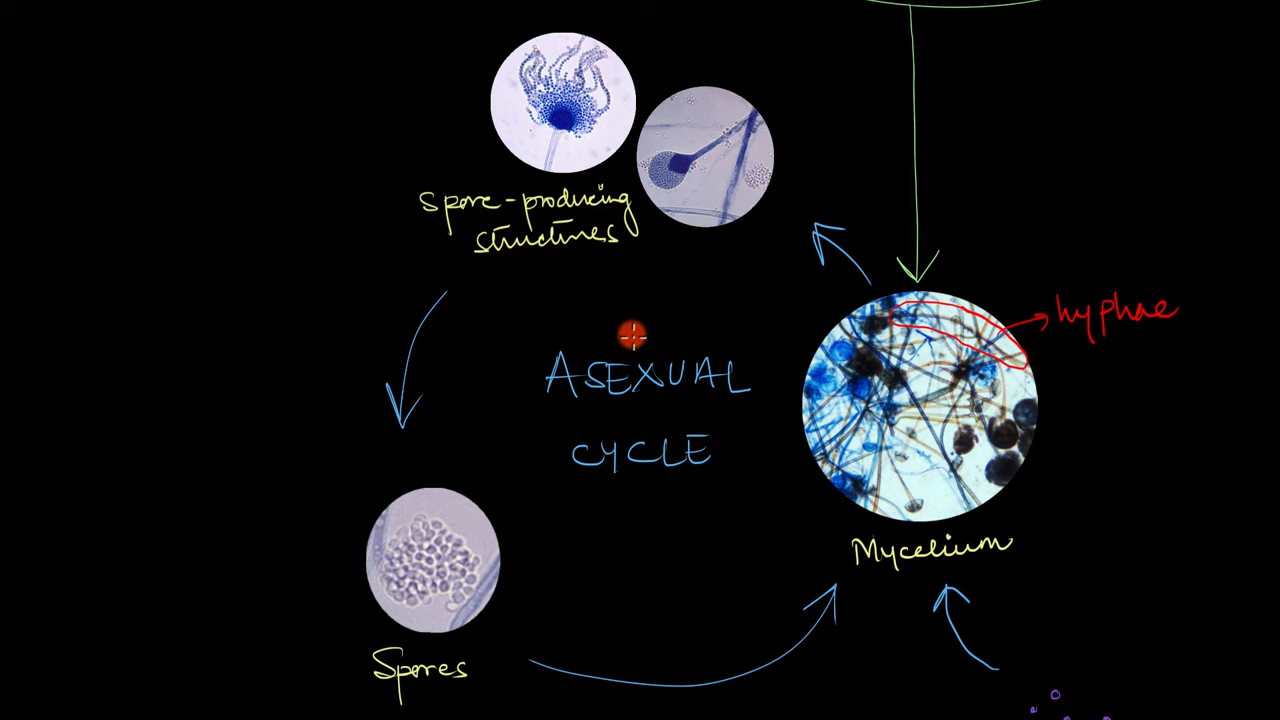 Spore-producing
structures
hyphae
ASEXUAL
CYCLE
Mycelium
Spores